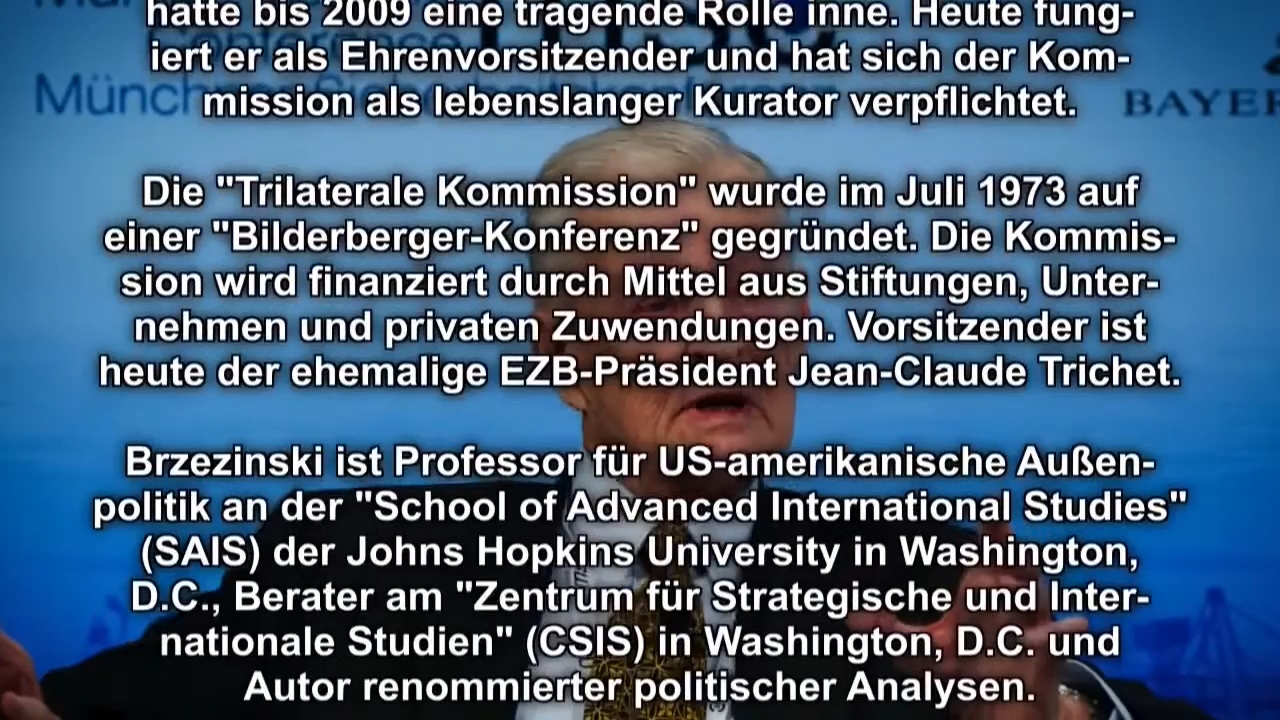 hatte bis 2009 eine tragende Rolle inne. Heute fung-
iert er als Ehrenvorsitzender und hat sich der Kom-
mission als lebenslanger Kurator verpflichtet.
Die "Trilaterale Kommission" wurde im Juli 1973 auf
einer "Bilderberger-Konferenz" gegründet. Die Kommis-
sion wird finanziert durch Mittel aus Stiftungen, Unter-
nehmen und privaten Zuwendungen. Vorsitzender ist
heute der ehemalige EZB-Präsident Jean-Claude Trichet.
Brzezinski ist Professor für US-amerikanische Außen-
politik an der "School of Advanced International Studies"
(SAIS) der Johns Hopkins University in Washington,
D.C., Berater am "Zentrum für Strategische und Inter-
nationale Studien" (CSIS) in Washington, D.C. und
Autor renommierter politischer Analysen.
Conference